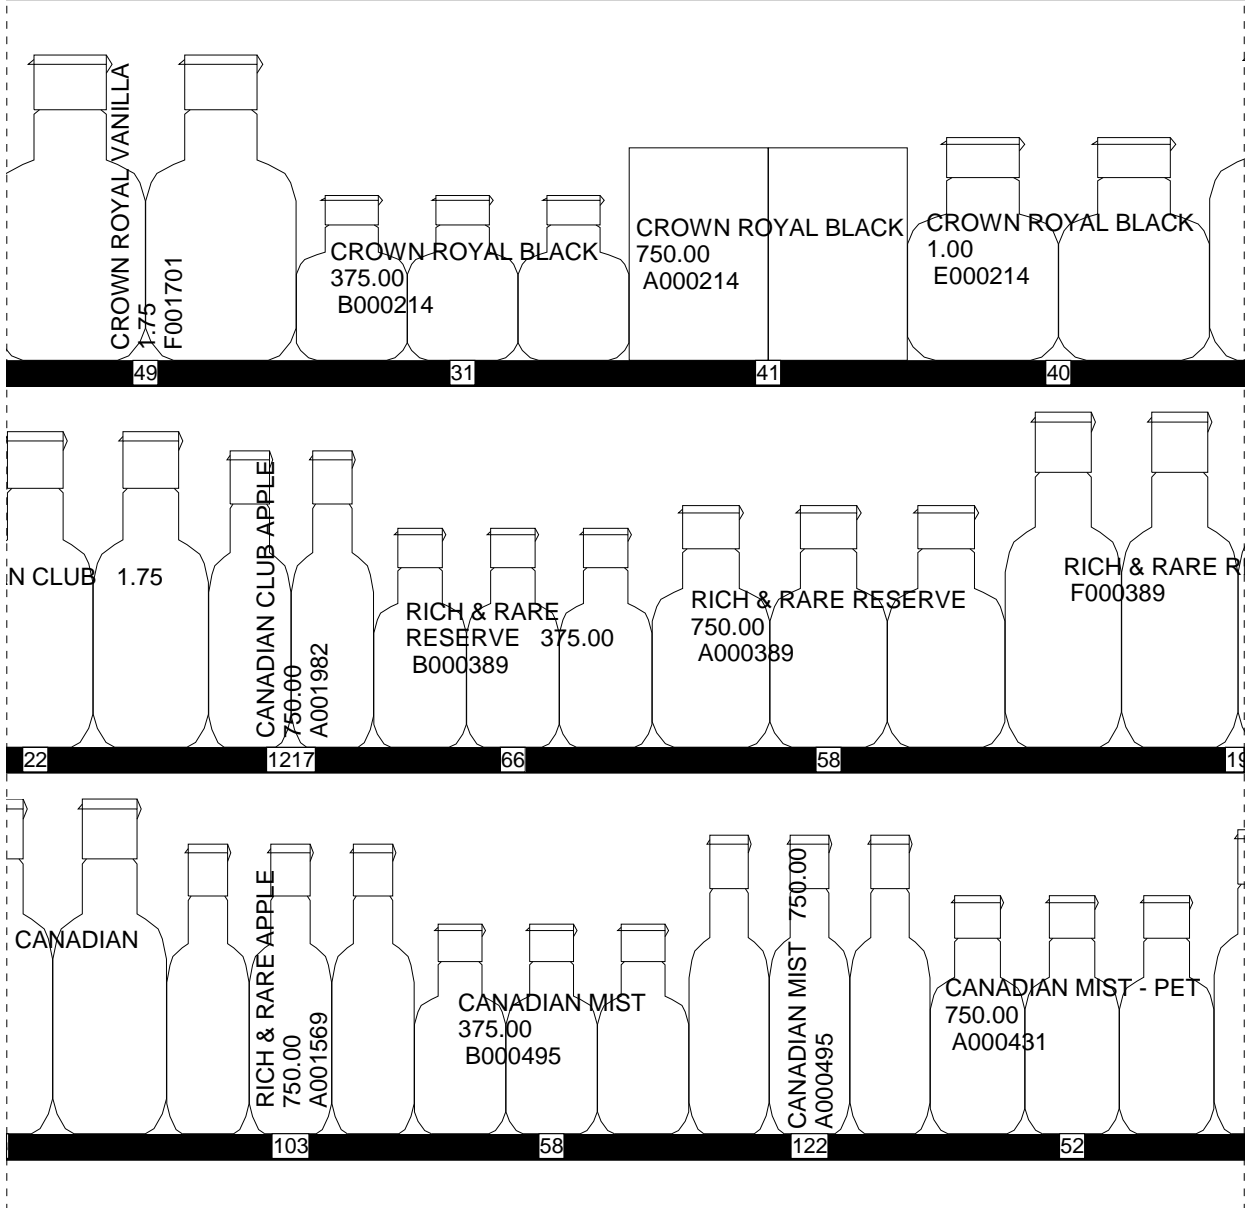 CROWN ROYAL VANILLA
1.75
F001701
CROWN ROYAL BLACK
375.00
B000214
CROWN ROYAL BLACK
750.00
A000214
CROWN ROYAL BLACK
1.00
E000214
49
31
41
40
N CLUB 1.75
CANADIAN CLUB APPLE
750.00
A001982
RICH & RARE
RESERVE 375.00
B000389
RICH & RARE RESERVE
750.00
A000389
RICH & RARE
F000389
22
1217
66
58
19
CANADIAN
RICH & RARE APPLE
750.00
A001569
CANADIAN MIST
375.00
B000495
CANADIAN MIST 750.00
A000495
CANADIAN MIST - PET
750.00
A000431
103
58
122
52